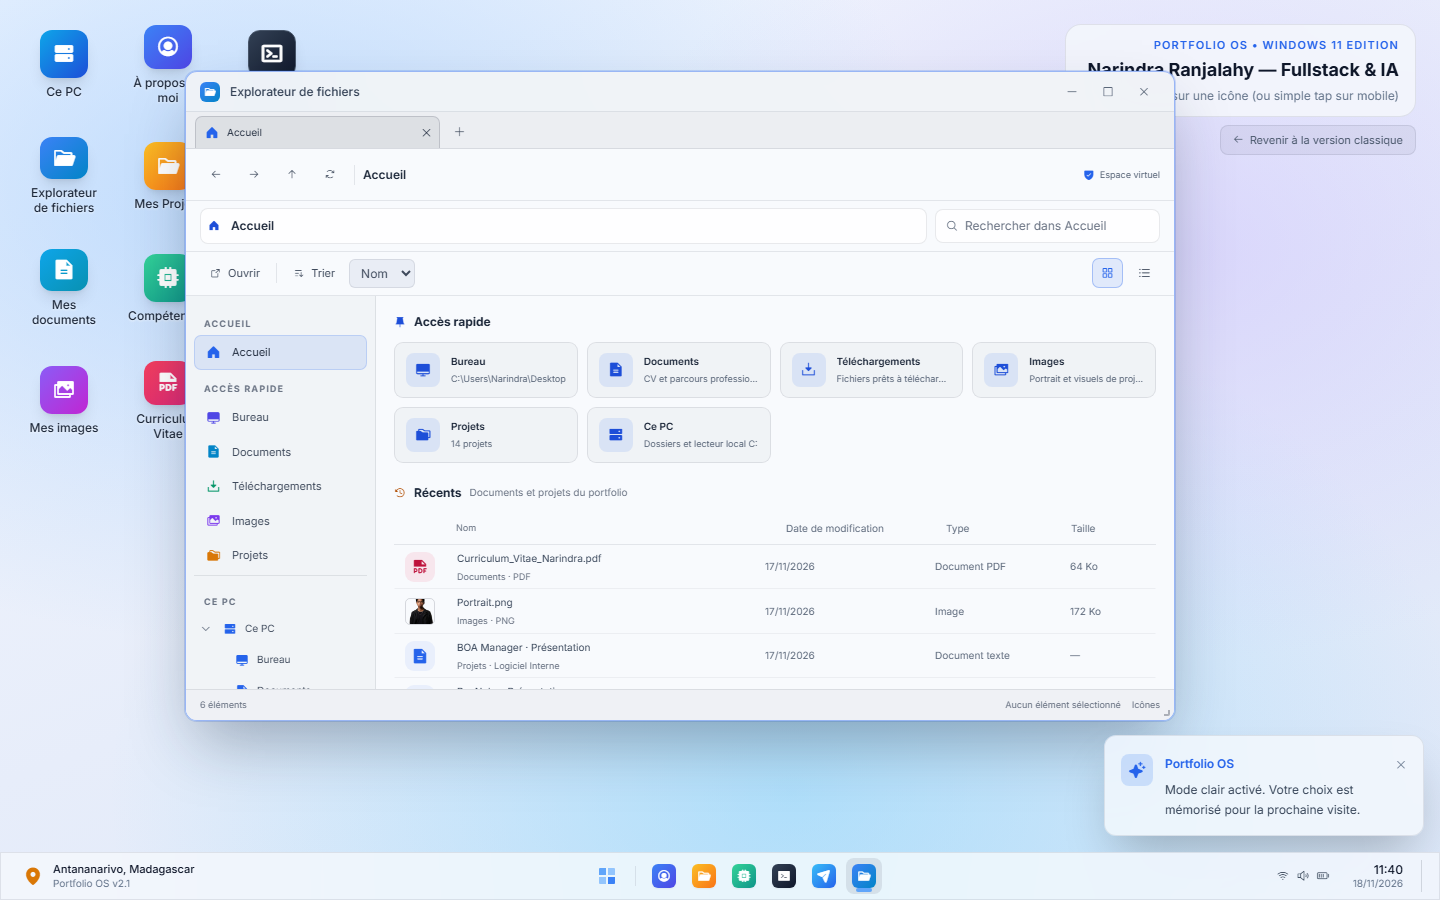 Ce PC
À propos
moi
Explorateur
de fichiers
Mes
Mes
documents
Mes images
Curricul
Vitae
PDF
PORTFOLIO OS • WINDOWS 11 EDITION
Narindra Ranjalahy — Fullstack & IA
sur une icône (ou simple tap sur mobile)
← Revenir à la version classique
Explorateur de fichiers
Accueil
Accueil
Espace virtuel
Accueil
Rechercher dans Accueil
Ouvrir
Trier
Nom
ACCUEIL
Accueil
ACCÈS RAPIDE
Bureau
Documents
Téléchargements
Images
Projets
CE PC
Ce PC
Bureau
Documents
Accès rapide
Bureau
C:\Users\Narindra\Desktop
Documents
CV et parcours professio...
Téléchargements
Fichiers prêts à téléchar...
Images
Portrait et visuels de proj...
Projets
14 projets
Ce PC
Dossiers et lecteur local C:
Récents Documents et projets du portfolio
Nom Date de modification Type Taille
PDF
Curriculum_Vitae_Narindra.pdf
Documents · PDF
17/11/2026 Document PDF 64 Ko
Portrait.png
Images · PNG
17/11/2026 Image 172 Ko
BOA Manager · Présentation
Projets · Logiciel Interne
17/11/2026 Document texte —
6 éléments
Aucun élément sélectionné Icônes
Portfolio OS
Mode clair activé. Votre choix est
mémorisé pour la prochaine visite.
Antananarivo, Madagascar
Portfolio OS v2.1
11:40
18/11/2026